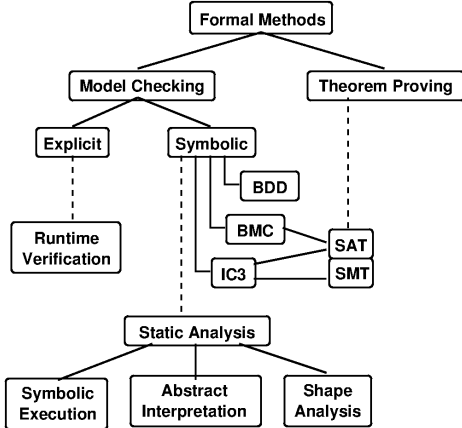 Formal Methods
Model Checking
Theorem Proving
Explicit
Symbolic
BDD
Runtime
Verification
BMC
SAT
IC3
SMT
Static Analysis
Symbolic
Execution
Abstract
Interpretation
Shape
Analysis